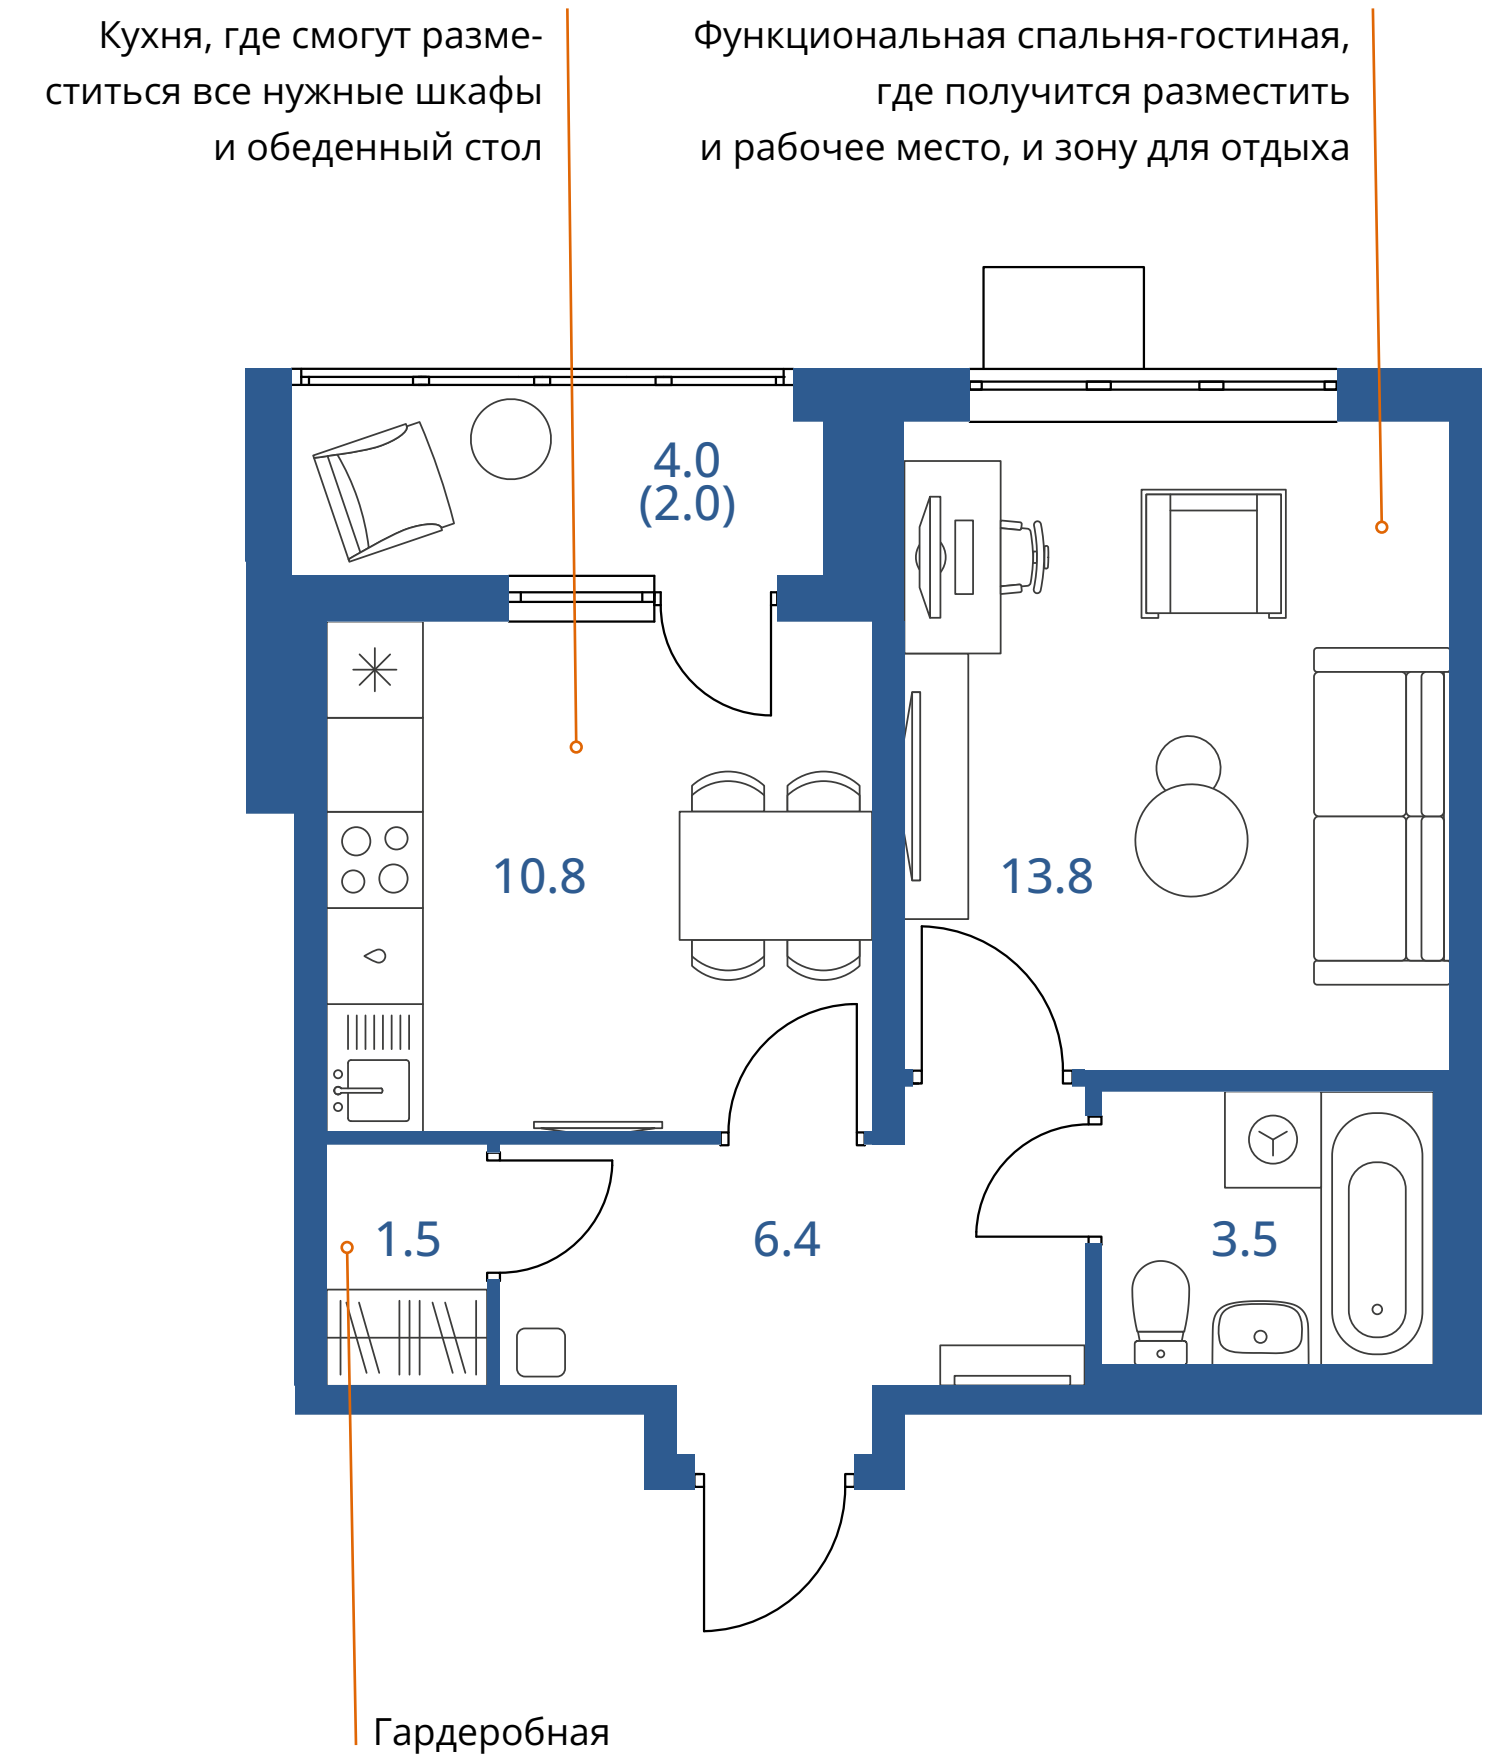 Кухня, где смогут разме-
ститься все нужные шкафы
и обеденный стол
Функциональная спальня-гостиная,
где получится разместить
и рабочее место, и зону для отдыха
4.0
(2.0)
10.8
13.8
1.5
6.4
3.5
Гардеробная